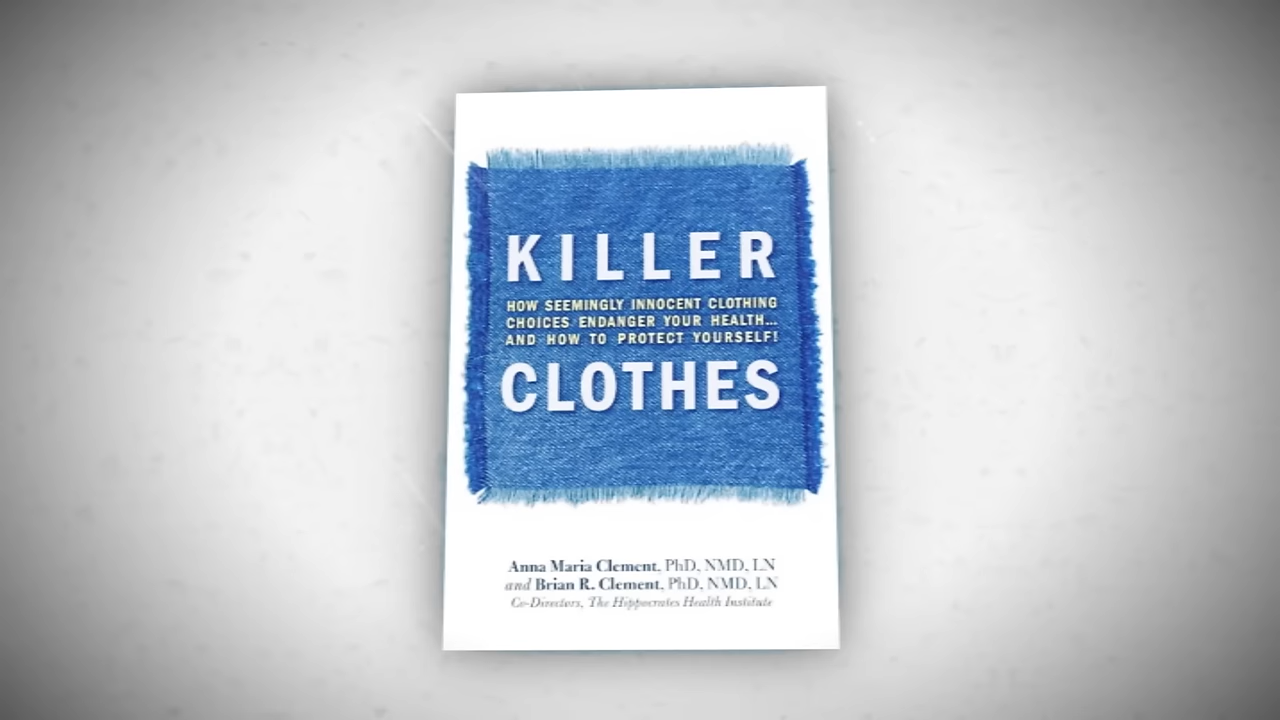 KILLER
HOW SEEMINGLY INNOCENT CLOTHING
CHOICES ENDANGER YOUR HEALTH...
AND HOW TO PROTECT YOURSELF!
CLOTHES
Anna Maria Clement, PhD, NMD, LN
and Brian R. Clement, PhD, NMD, LN
Co-Directors, The Hippocrates Health Institute